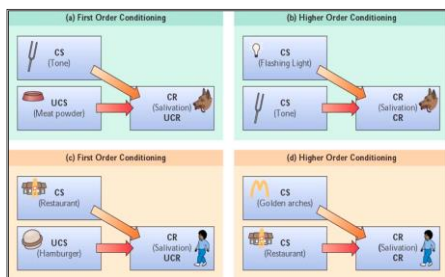 (a) First Order Conditioning
CS
(Tone)
UCS
(Meat powder)
CR
(Salivation)
UCR
(b) Higher Order Conditioning
CS
(Flashing Light)
CS
(Tone)
CR
(Salivation)
CR
(c) First Order Conditioning
CS
(Restaurant)
UCS
(Hamburger)
CR
(Salivation)
UCR
(d) Higher Order Conditioning
CS
(Golden arches)
CS
(Restaurant)
CR
(Salivation)
CR